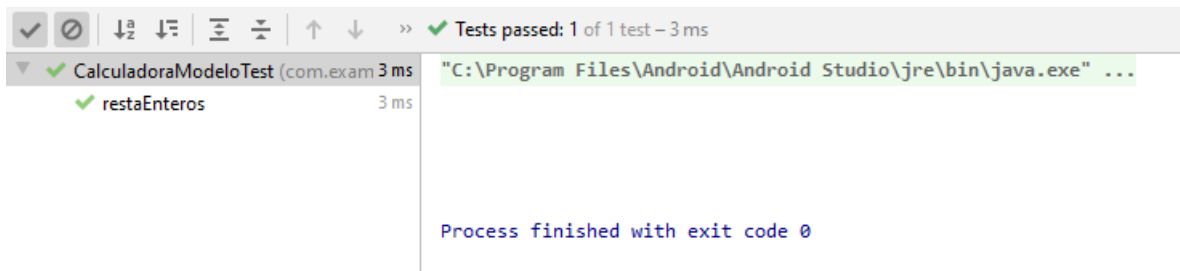 Tests passed: 1 of 1 test – 3 ms
CalculadoraModeloTest (com.exam 3 ms
restaEnteros 3 ms
"C:\Program Files\Android\Android Studio\jre\bin\java.exe" ...
Process finished with exit code 0